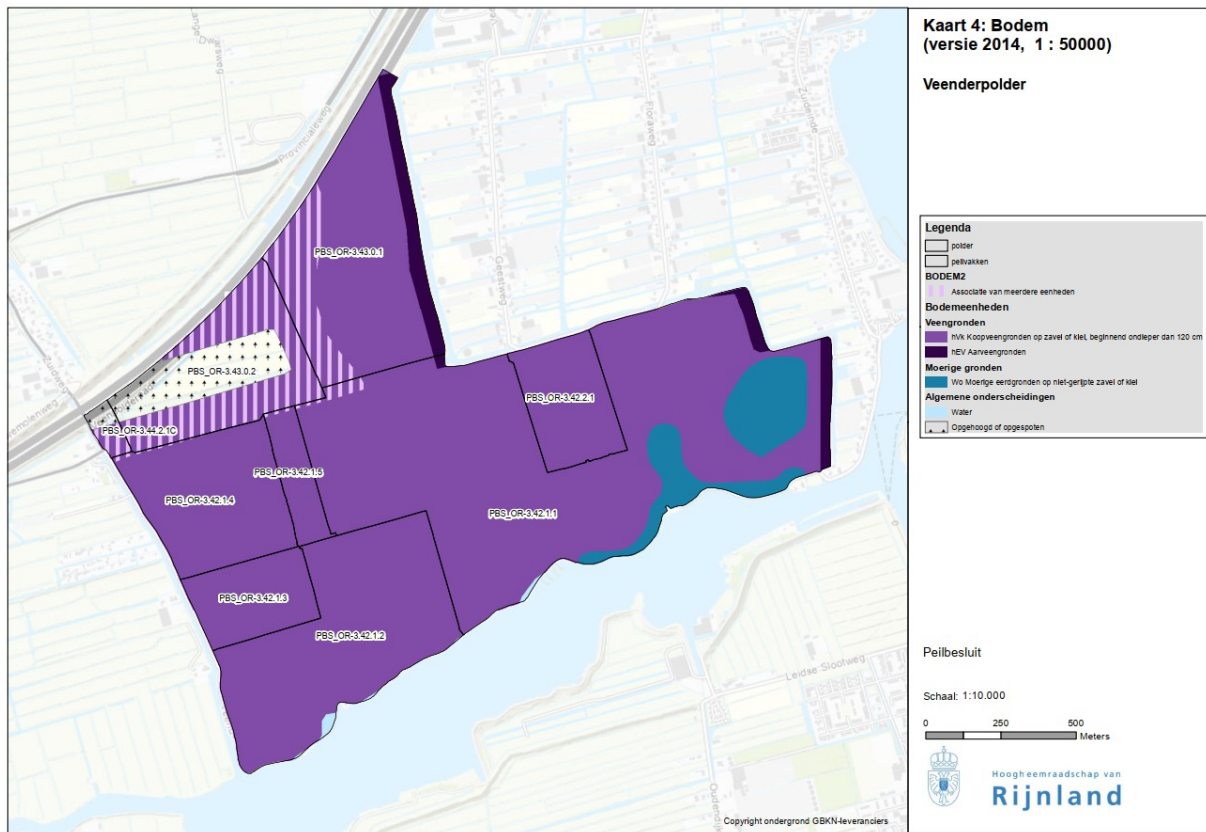 Kaart 4: Bodem
(versie 2014, 1 : 50000)
Veenderpolder
Legenda
polder
peilvakken
BODEM2
Associatie van meerdere eenheden
Bodemeenheden
Veengronden
hVk Koopveengronden op zavel of klei, beginnend ondieper dan 120 cm
hEV Aarveengronden
Moerige gronden
Wo Moerige eerdgronden op niet-gerijpte zavel of klei
Algemene onderscheidingen
Water
Opgehoogd of opgespoten
Peilbesluit
Schaal: 1:10.000
0 250 500
Meters
Hoogheemraadschap van
Rijnland
Provincialeweg
Geestweg
Floraweg
Zuideinde
Zuidweg
PBS_OR-3.43.0.1
PBS_OR-3.43.0.2
PBS_OR-3.44.2.1C
PBS_OR-3.42.2.1
PBS_OR-3.42.1.5
PBS_OR-3.42.1.4
PBS_OR-3.42.1.1
PBS_OR-3.42.1.3
PBS_OR-3.42.1.2
Leidse Slootweg
Oudendijk
Copyright ondergrond GBKN-leveranciers